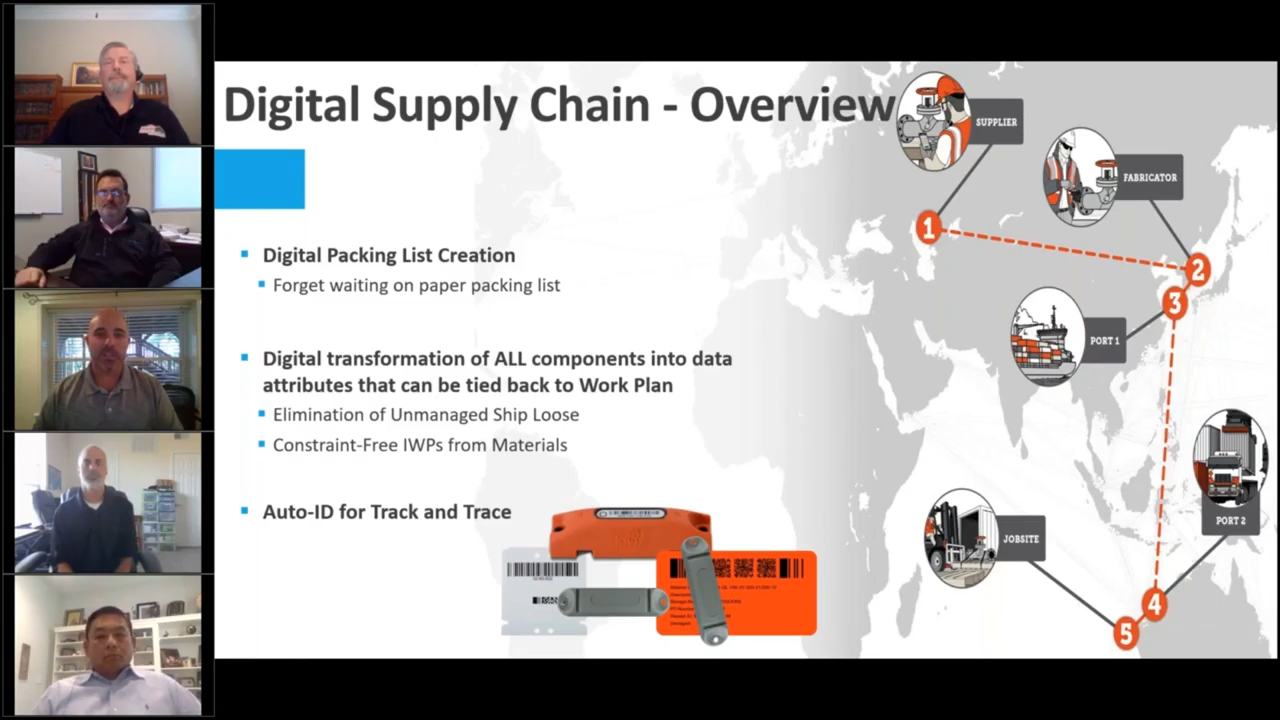 Digital Supply Chain - Overview
SUPPLIER
FABRICATOR
1
2
3
Digital Packing List Creation
Forget waiting on paper packing list
PORT 1
Digital transformation of ALL components into data
attributes that can be tied back to Work Plan
Elimination of Unmanaged Ship Loose
Constraint-Free IWPs from Materials
Auto-ID for Track and Trace
PORT 2
JOBSITE
4
5